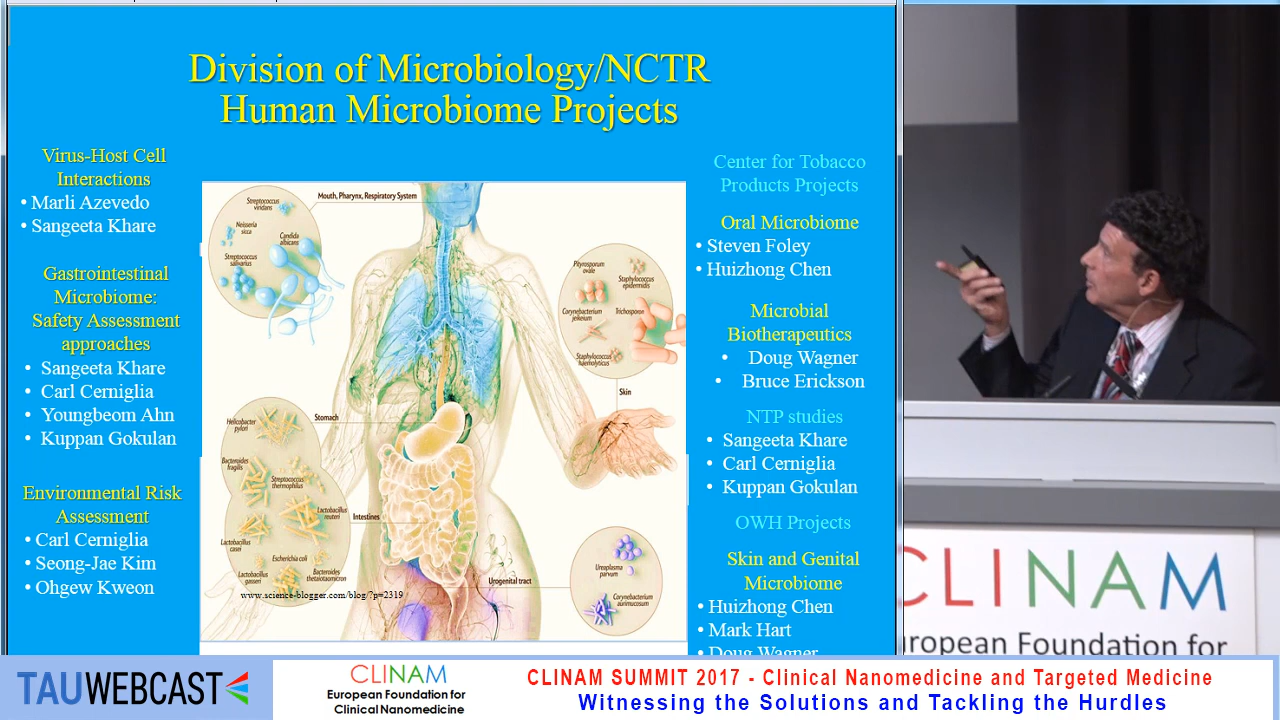 Division of Microbiology/NCTR
Human Microbiome Projects
Virus-Host Cell
Interactions
• Marli Azevedo
• Sangeeta Khare
Gastrointestinal
Microbiome:
Safety Assessment
approaches
• Sangeeta Khare
• Carl Cerniglia
• Youngbeom Ahn
• Kuppan Gokulan
Environmental Risk
Assessment
• Carl Cerniglia
• Seong-Jae Kim
• Ohgew Kweon
Mouth, Pharynx, Respiratory System
Streptococcus
viridans
Neisseria
sicca
Candida
albicans
Streptococcus
salivarius
Pityrosporum
ovale
Staphylococcus
epidermidis
Corynebacterium
jeikeium
Trichosporon
Staphylococcus
haemolyticus
Skin
Stomach
Helicobacter
pylori
Bacteroides
fragilis
Streptococcus
thermophilus
Lactobacillus
reuteri
Intestines
Lactobacillus
casei
Escherichia coli
Lactobacillus
gasseri
Bacteroides
thetaiotaomicron
Urogenital tract
Ureaplasma
parvum
Corynebacterium
aurimucosum
www.science-blogger.com/blog/?p=2319
Center for Tobacco
Products Projects
Oral Microbiome
• Steven Foley
• Huizhong Chen
Microbial
Biotherapeutics
• Doug Wagner
• Bruce Erickson
NTP studies
• Sangeeta Khare
• Carl Cerniglia
• Kuppan Gokulan
OWH Projects
Skin and Genital
Microbiome
• Huizhong Chen
• Mark Hart
• Doug Wagner
CLINAM
uropean Foundation for
TAUWEBCAST
CLINAM
European Foundation for
Clinical Nanomedicine
CLINAM SUMMIT 2017 - Clinical Nanomedicine and Targeted Medicine
Witnessing the Solutions and Tackling the Hurdles